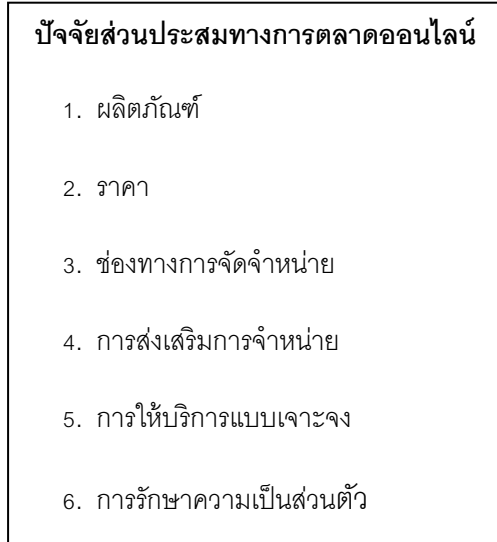 ปัจจัยส่วนประสมทางการตลาดออนไลน์
1. ผลิตภัณฑ์
2. ราคา
3. ช่องทางการจัดจำหน่าย
4. การส่งเสริมการจำหน่าย
5. การให้บริการแบบเจาะจง
6. การรักษาความเป็นส่วนตัว